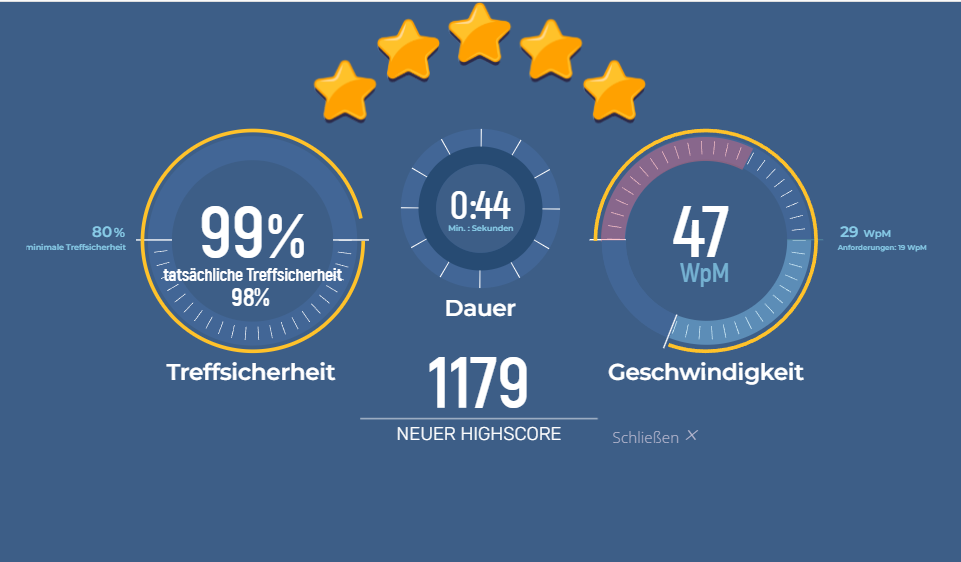 99%
tatsächliche Treffsicherheit
98%
80%
minimale Treffsicherheit
Treffsicherheit
0:44
Min. : Sekunden
Dauer
47
WpM
29 WpM
Anforderungen: 19 WpM
Geschwindigkeit
1179
NEUER HIGHSCORE
Schließen ×